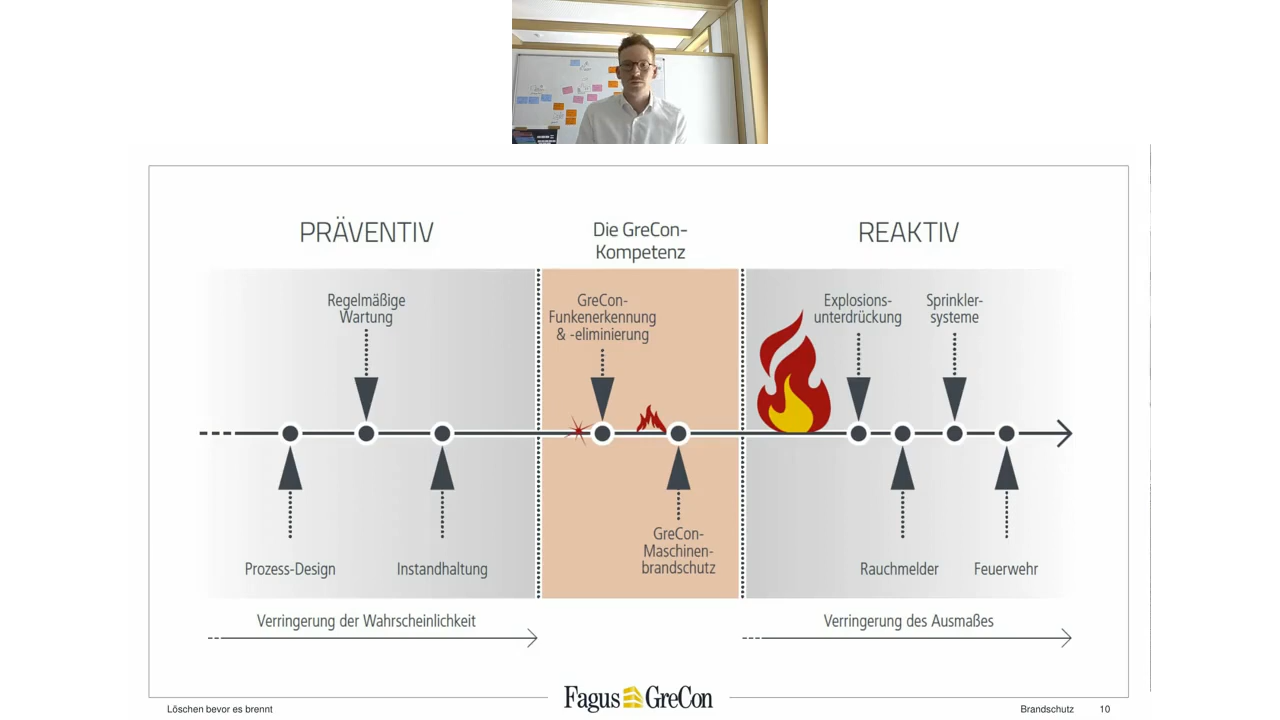 PRÄVENTIV
Die GreCon-
Kompetenz
REAKTIV
Regelmäßige
Wartung
GreCon-
Funkenerkennung
& -eliminierung
Explosions-
unterdrückung
Sprinkler-
systeme
Prozess-Design
Instandhaltung
GreCon-
Maschinen-
brandschutz
Rauchmelder
Feuerwehr
Verringerung der Wahrscheinlichkeit
Verringerung des Ausmaßes
Fagus GreCon
Löschen bevor es brennt
Brandschutz 10